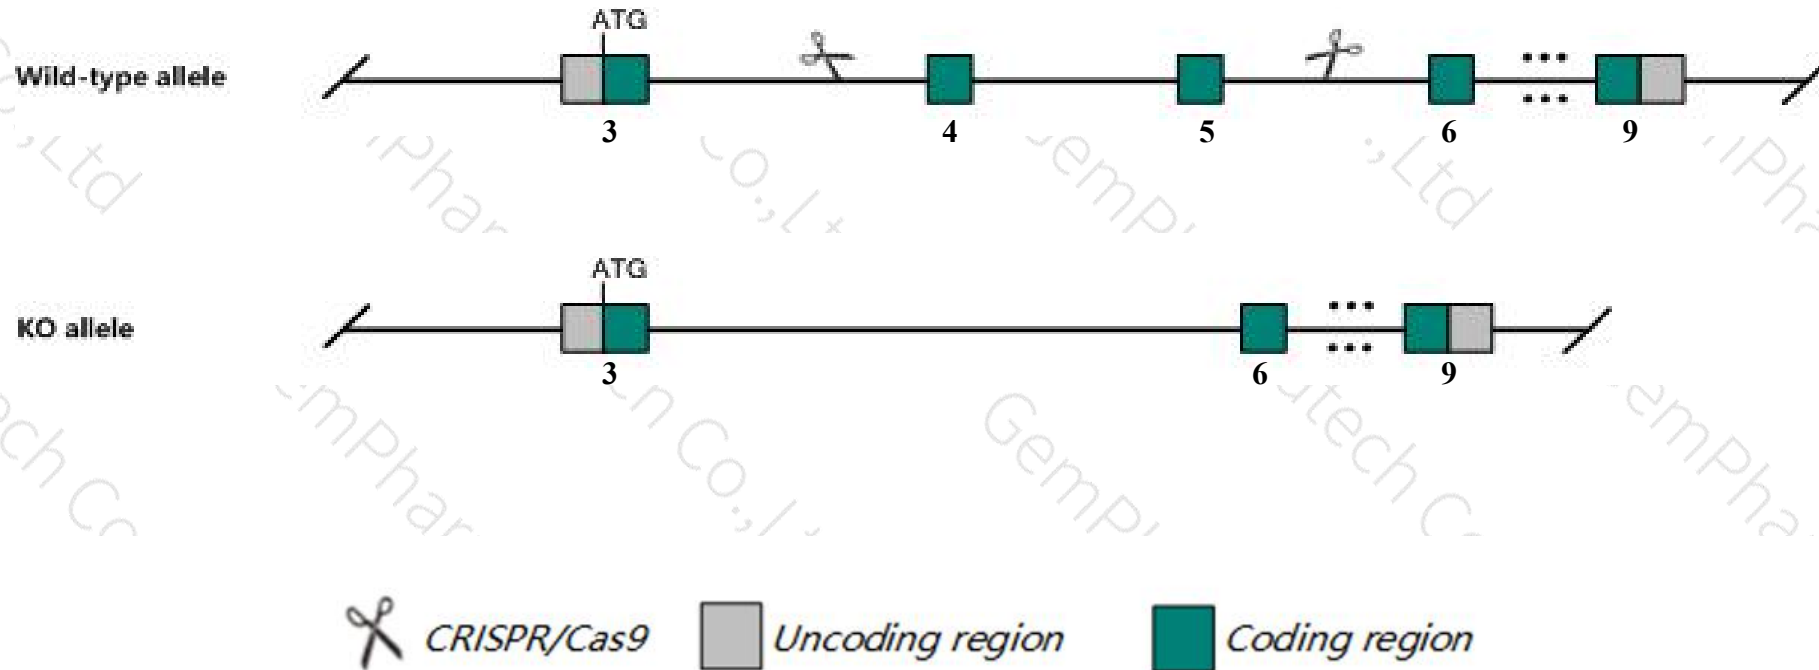 ATG
Wild-type allele
3 4 5 6 9
ATG
KO allele
3 6 9
CRISPR/Cas9 Uncoding region Coding region